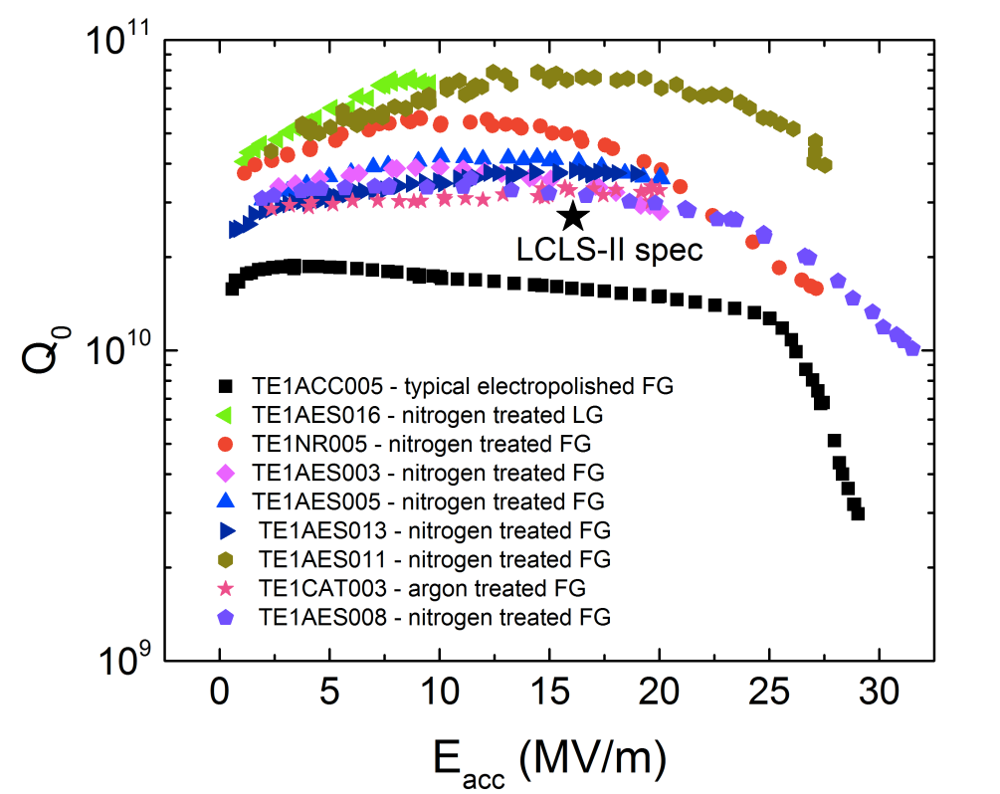 10¹¹
10¹⁰
10⁹
Q₀
LCLS-II spec
TE1ACC005 - typical electropolished FG
TE1AES016 - nitrogen treated LG
TE1NR005 - nitrogen treated FG
TE1AES003 - nitrogen treated FG
TE1AES005 - nitrogen treated FG
TE1AES013 - nitrogen treated FG
TE1AES011 - nitrogen treated FG
TE1CAT003 - argon treated FG
TE1AES008 - nitrogen treated FG
0 5 10 15 20 25 30
E_acc (MV/m)